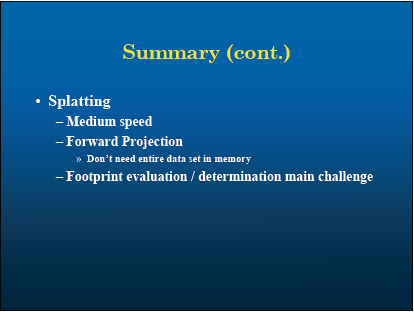 Summary (cont.)
• Splatting
– Medium speed
– Forward Projection
» Don't need entire data set in memory
– Footprint evaluation / determination main challenge